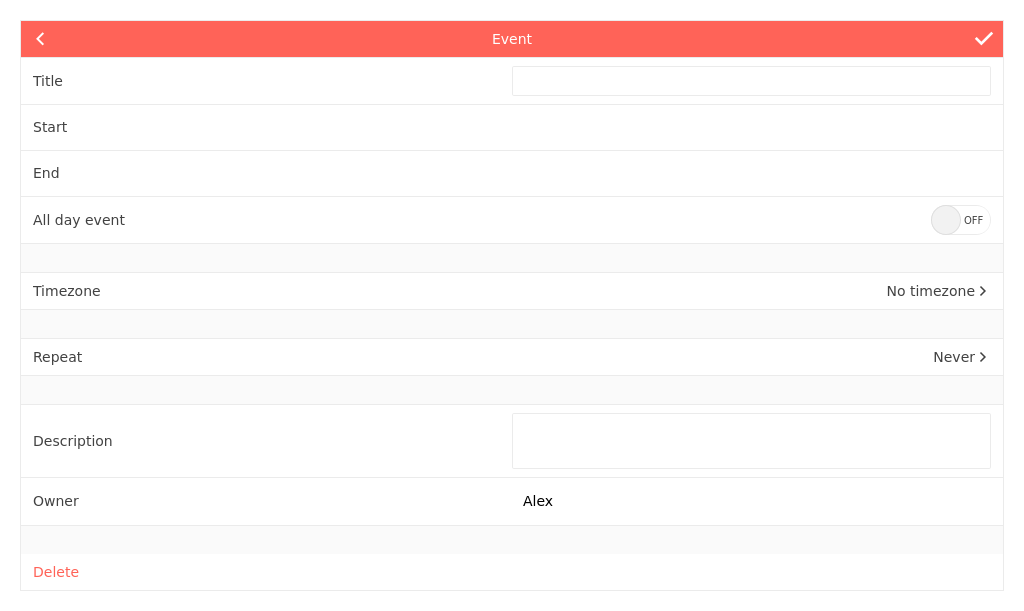 Event
Title
Start
End
All day event OFF
Timezone No timezone
Repeat Never
Description
Owner Alex
Delete